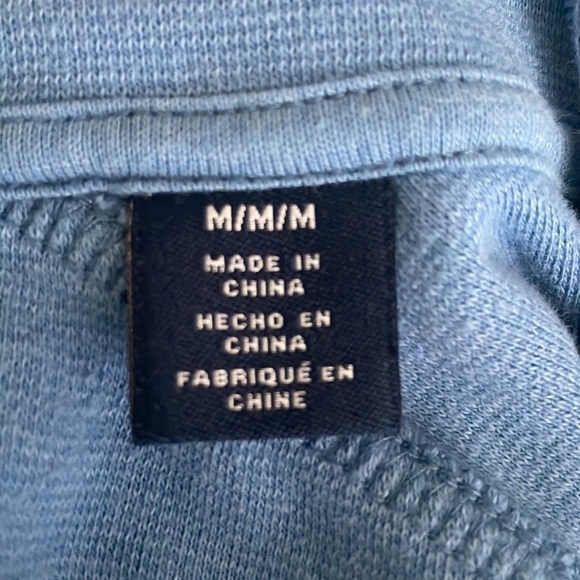 M/M/M
MADE IN
CHINA
HECHO EN
CHINA
FABRIQUÉ EN
CHINE